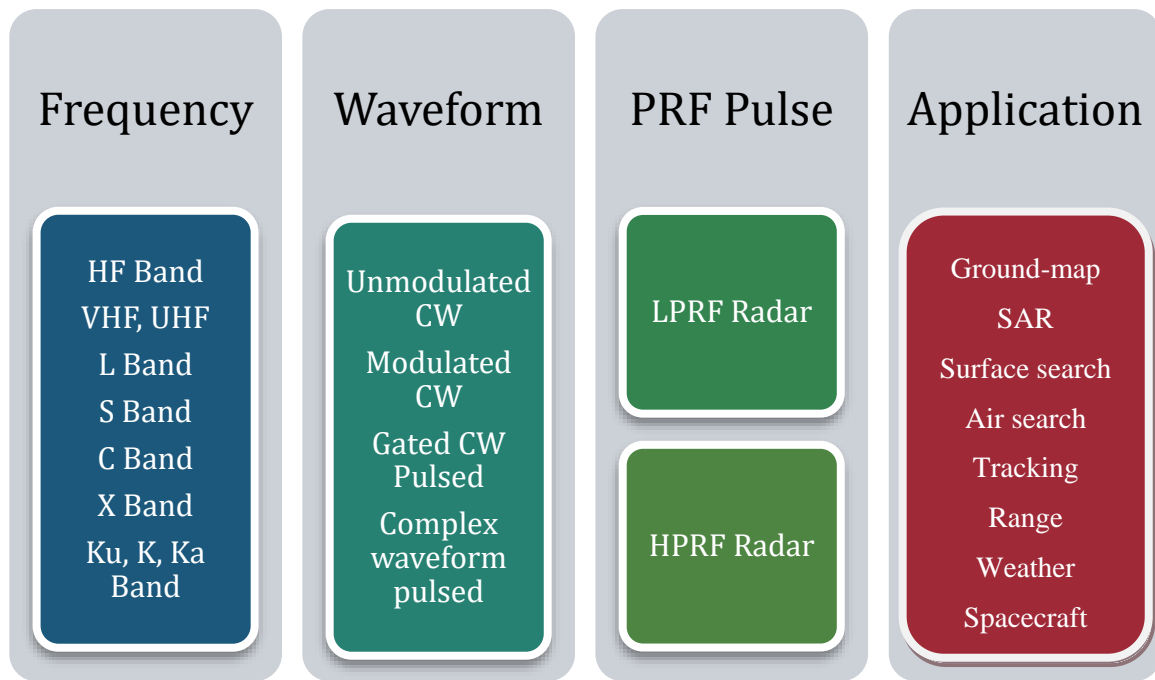 Frequency
HF Band
VHF, UHF
L Band
S Band
C Band
X Band
Ku, K, Ka
Band
Waveform
Unmodulated
CW
Modulated
CW
Gated CW
Pulsed
Complex
waveform
pulsed
PRF Pulse
LPRF Radar
HPRF Radar
Application
Ground-map
SAR
Surface search
Air search
Tracking
Range
Weather
Spacecraft